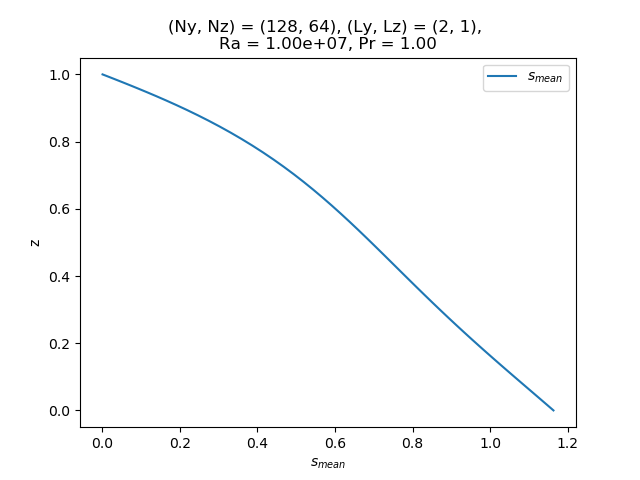 (Ny, Nz) = (128, 64), (Ly, Lz) = (2, 1),
Ra = 1.00e+07, Pr = 1.00
s_mean
1.0
0.8
0.6
z
0.4
0.2
0.0
0.0 0.2 0.4 0.6 0.8 1.0 1.2
s_mean